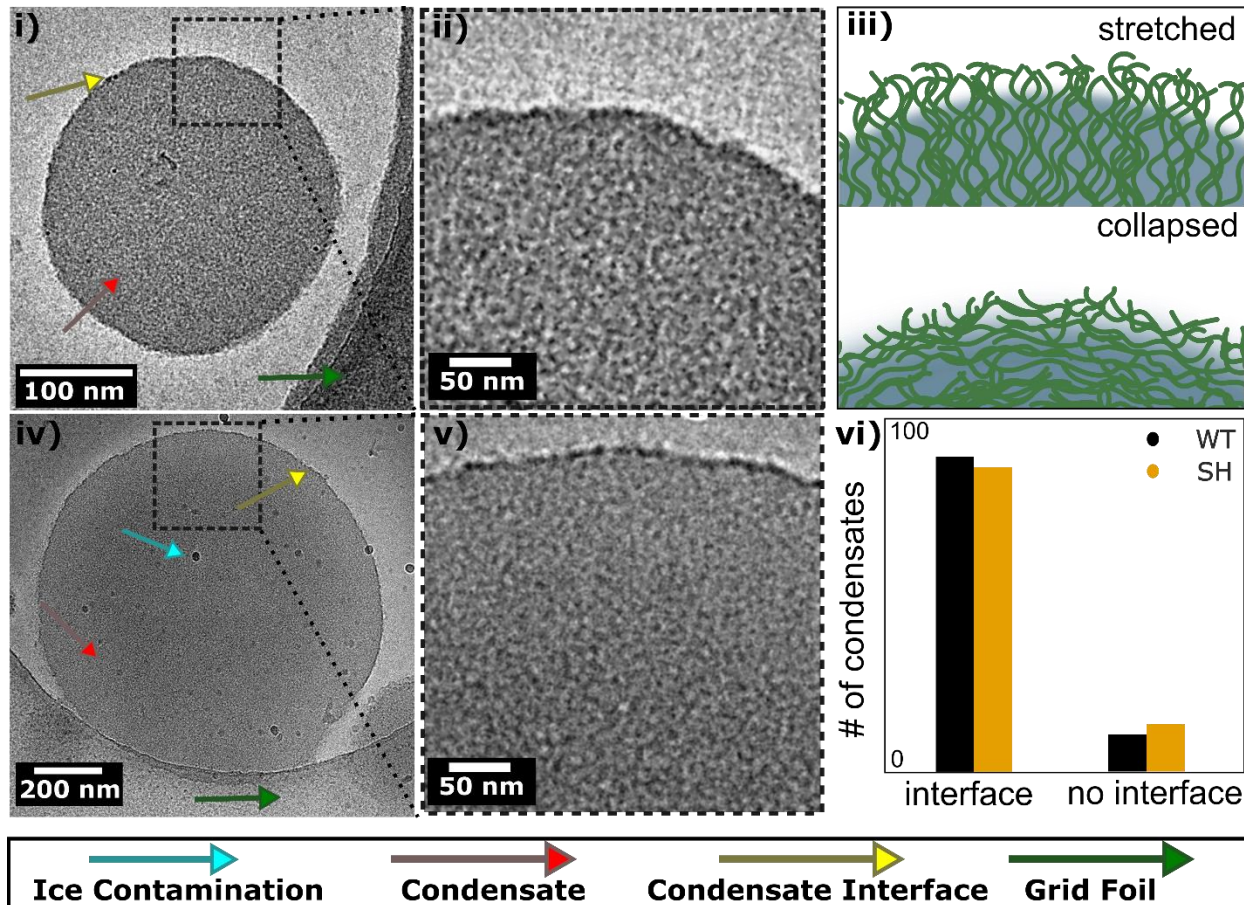 i)
100 nm
ii)
50 nm
iii)
stretched
collapsed
iv)
200 nm
v)
50 nm
vi)
100
WT
SH
# of condensates
0
interface
no interface
Ice Contamination
Condensate
Condensate Interface
Grid Foil